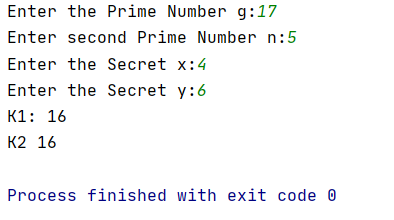 Enter the Prime Number g:17
Enter second Prime Number n:5
Enter the Secret x:4
Enter the Secret y:6
K1: 16
K2 16
Process finished with exit code 0